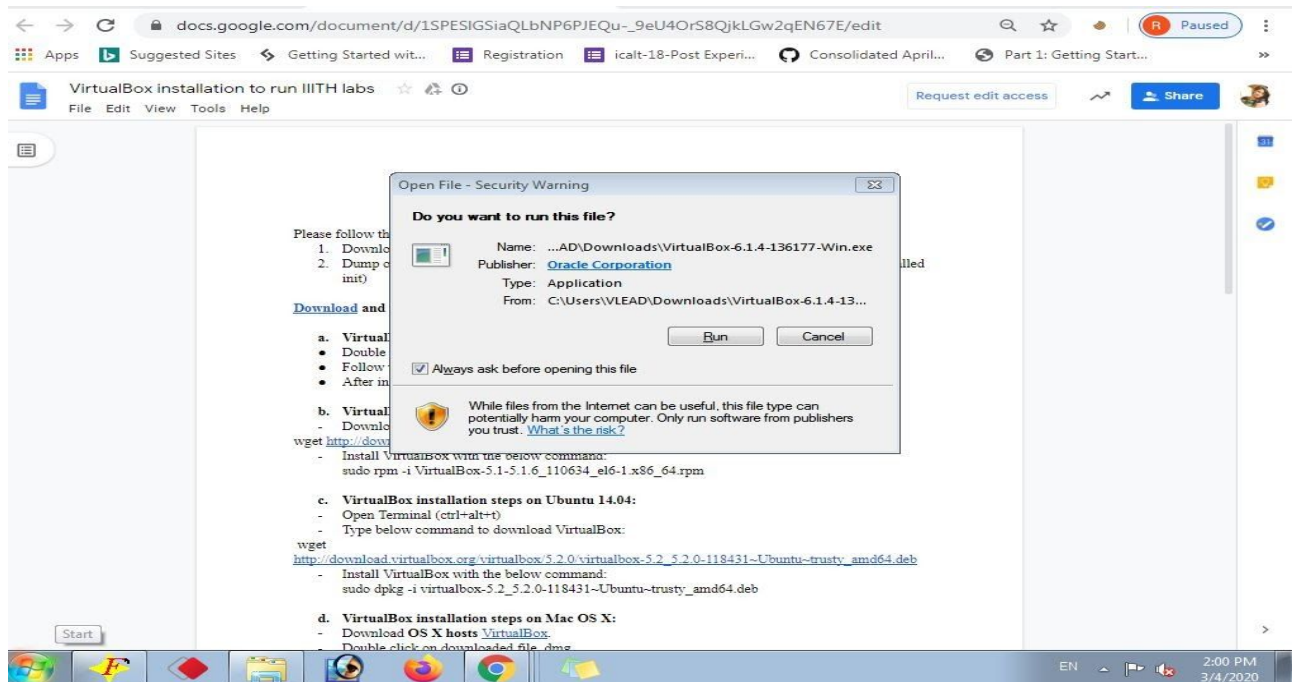 docs.google.com/document/d/1SPESIGSiaQLbNP6PJEQu-_9eU4OrS8QjkLGw2qEN67E/edit
R Paused
Apps Suggested Sites Getting Started wit... Registration icalt-18-Post Experi... Consolidated April... Part 1: Getting Start... »
VirtualBox installation to run IIITH labs
File Edit View Tools Help
Request edit access
Share
31
Open File - Security Warning
Do you want to run this file?
Name: ...AD\Downloads\VirtualBox-6.1.4-136177-Win.exe
Publisher: Oracle Corporation
Type: Application
From: C:\Users\VLEAD\Downloads\VirtualBox-6.1.4-13...
Run Cancel
Always ask before opening this file
While files from the Internet can be useful, this file type can
potentially harm your computer. Only run software from publishers
you trust. What's the risk?
Please follow th
1. Downlo
2. Dump o lled
init)
Download and
a. Virtual
● Double
● Follow
● After in
b. Virtual
- Downlo
wget http://down
- Install VirtualBox with the below command:
sudo rpm -i VirtualBox-5.1-5.1.6_110634_el6-1.x86_64.rpm
c. VirtualBox installation steps on Ubuntu 14.04:
- Open Terminal (ctrl+alt+t)
- Type below command to download VirtualBox:
wget
http://download.virtualbox.org/virtualbox/5.2.0/virtualbox-5.2_5.2.0-118431~Ubuntu~trusty_amd64.deb
- Install VirtualBox with the below command:
sudo dpkg -i virtualbox-5.2_5.2.0-118431~Ubuntu~trusty_amd64.deb
d. VirtualBox installation steps on Mac OS X:
- Download OS X hosts VirtualBox.
- Double click on downloaded file .dmg
Start
EN
2:00 PM
3/4/2020